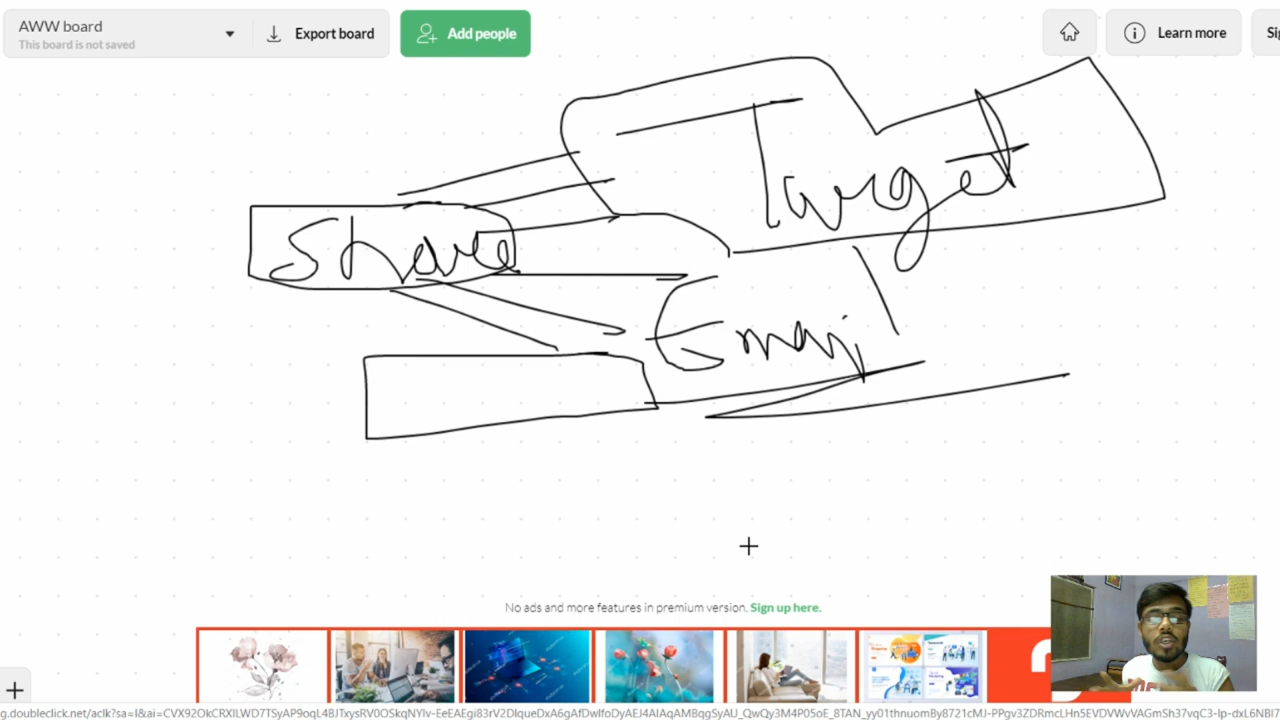 AWW board
This board is not saved
Export board
Add people
Learn more
Target
Share
Email
No ads and more features in premium version. Sign up here.